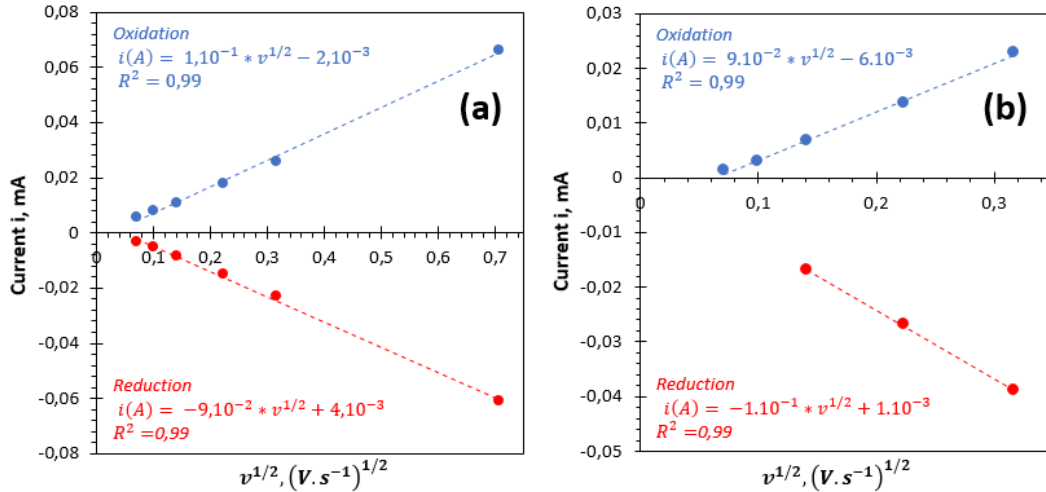 (a)
Oxidation
i(A) = 1,10⁻¹ * v^{1/2} − 2,10⁻³
R² = 0,99
0,08
0,06
0,04
0,02
0
-0,02
-0,04
-0,06
-0,08
0 0,1 0,2 0,3 0,4 0,5 0,6 0,7
Current i, mA
Reduction
i(A) = −9,10⁻² * v^{1/2} + 4,10⁻³
R² =0,99
v^{1/2}, (V.s⁻¹)^{1/2}
(b)
Oxidation
i(A) = 9.10⁻² * v^{1/2} − 6.10⁻³
R² = 0,99
0,03
0,02
0,01
0
-0,01
-0,02
-0,03
-0,04
-0,05
0 0,1 0,2 0,3
Current i, mA
Reduction
i(A) = −1.10⁻¹ * v^{1/2} + 1.10⁻³
R² =0,99
v^{1/2}, (V.s⁻¹)^{1/2}